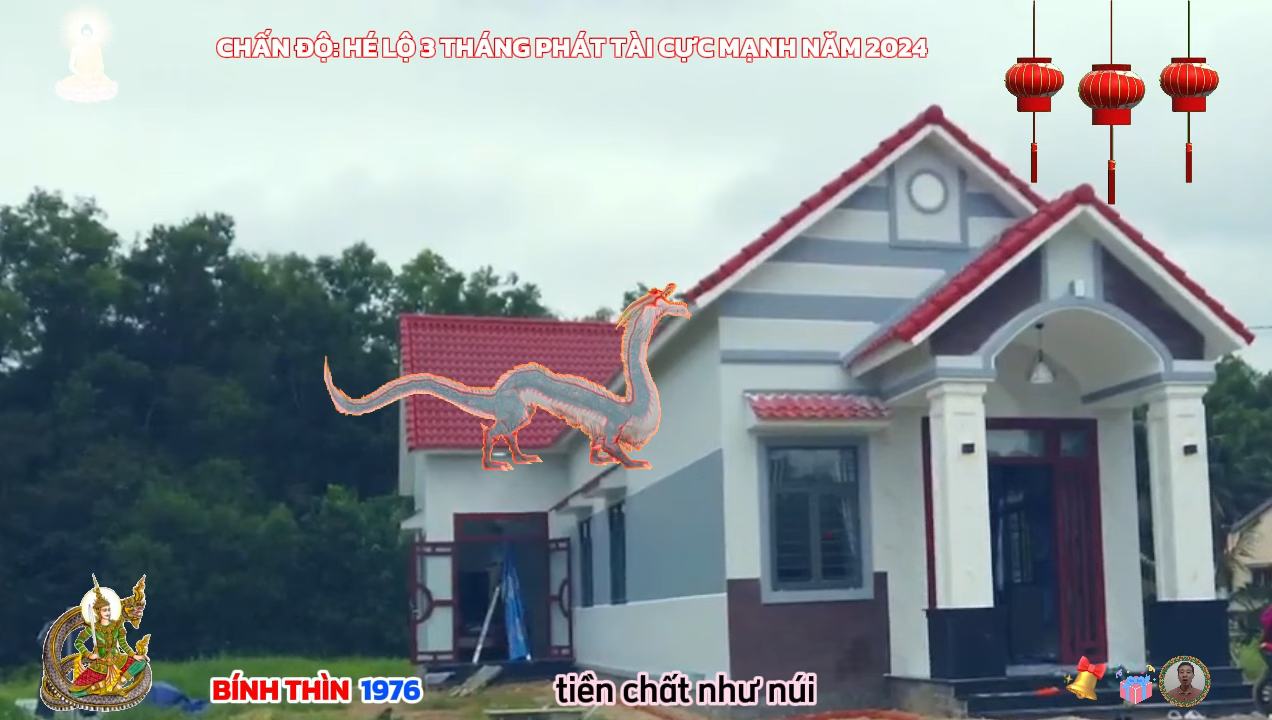 CHẤN ĐỘ: HÉ LỘ 3 THÁNG PHÁT TÀI CỰC MẠNH NĂM 2024
BÍNH THÌN 1976
tiền chất như núi